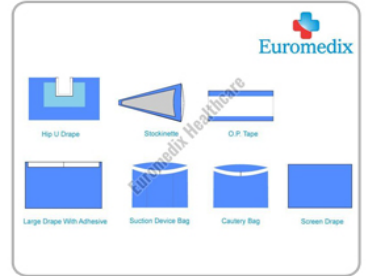 Euromedix
Hip U Drape
Stockinette
O.P. Tape
Euromedix Healthcare
Large Drape With Adhesive
Suction Device Bag
Cautery Bag
Screen Drape